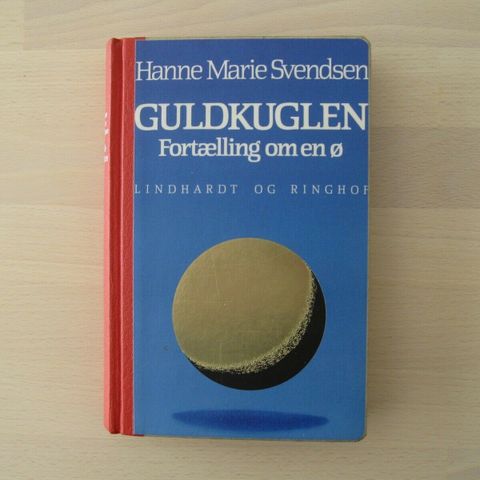 Hanne Marie Svendsen
GULDKUGLEN
Fortælling om en ø
LINDHARDT OG RINGHOF